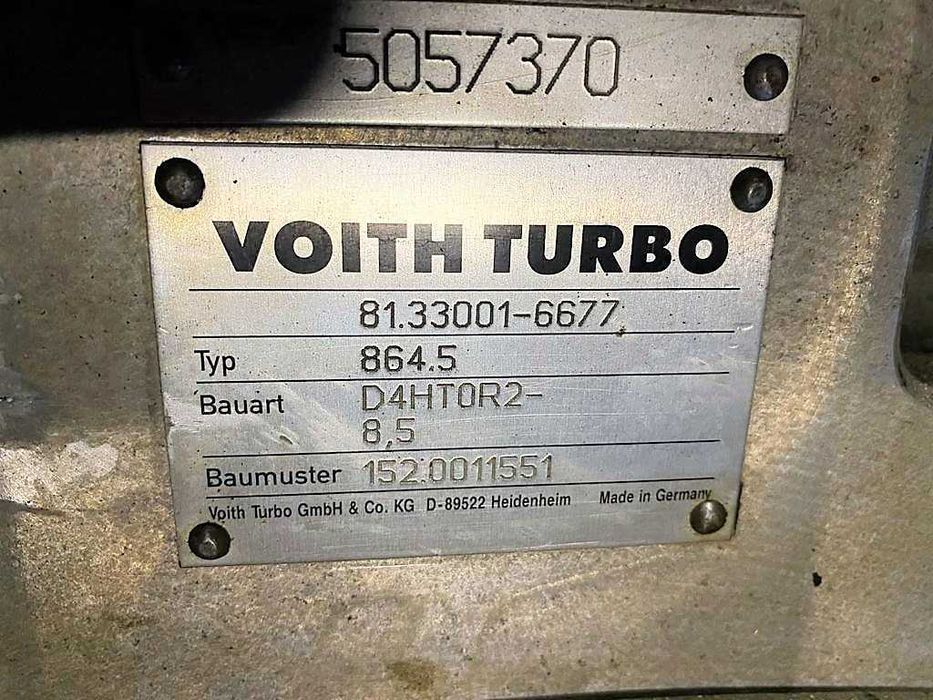 5057370
VOITH TURBO
81.33001-6677
Typ 864.5
Bauart D4HT0R2-
8,5
Baumuster 152.0011551
Voith Turbo GmbH & Co. KG D-89522 Heidenheim Made in Germany